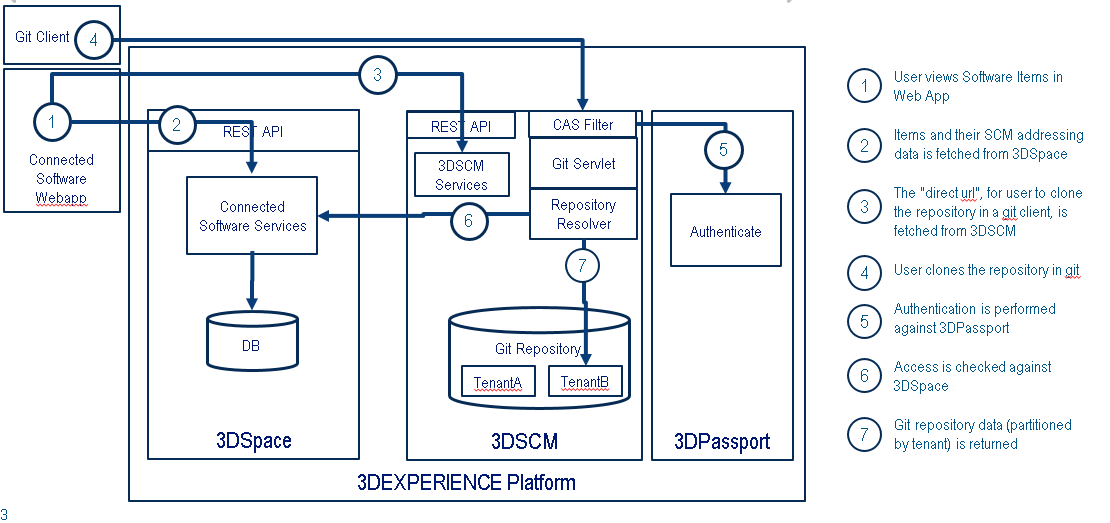 Git Client
4
3
1
2
REST API
REST API
CAS Filter
5
Connected
Software
Webapp
3DSCM
Services
Git Servlet
Connected
Software Services
6
Repository
Resolver
Authenticate
7
DB
Git Repository
TenantA
TenantB
3DSpace
3DSCM
3DPassport
3DEXPERIENCE Platform
1
User views Software Items in
Web App
2
Items and their SCM addressing
data is fetched from 3DSpace
3
The "direct url", for user to clone
the repository in a git client, is
fetched from 3DSCM
4
User clones the repository in git
5
Authentication is performed
against 3DPassport
6
Access is checked against
3DSpace
7
Git repository data (partitioned
by tenant) is returned
3